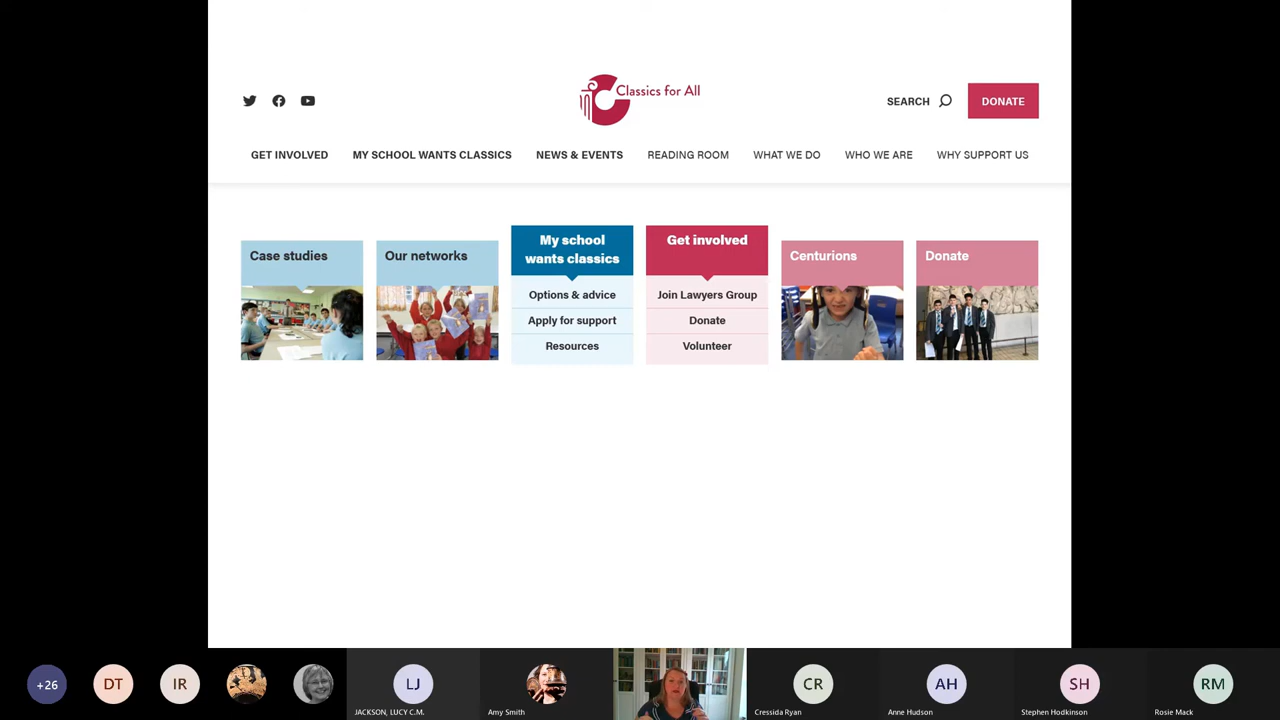 Classics for All
SEARCH
DONATE
GET INVOLVED
MY SCHOOL WANTS CLASSICS
NEWS & EVENTS
READING ROOM
WHAT WE DO
WHO WE ARE
WHY SUPPORT US
Case studies
Our networks
My school
wants classics
Options & advice
Apply for support
Resources
Get involved
Join Lawyers Group
Donate
Volunteer
Centurions
Donate
+26
DT
IR
LJ
JACKSON, LUCY C.M.
Amy Smith
CR
Cressida Ryan
AH
Anne Hudson
SH
Stephen Hodkinson
RM
Rosie Mack